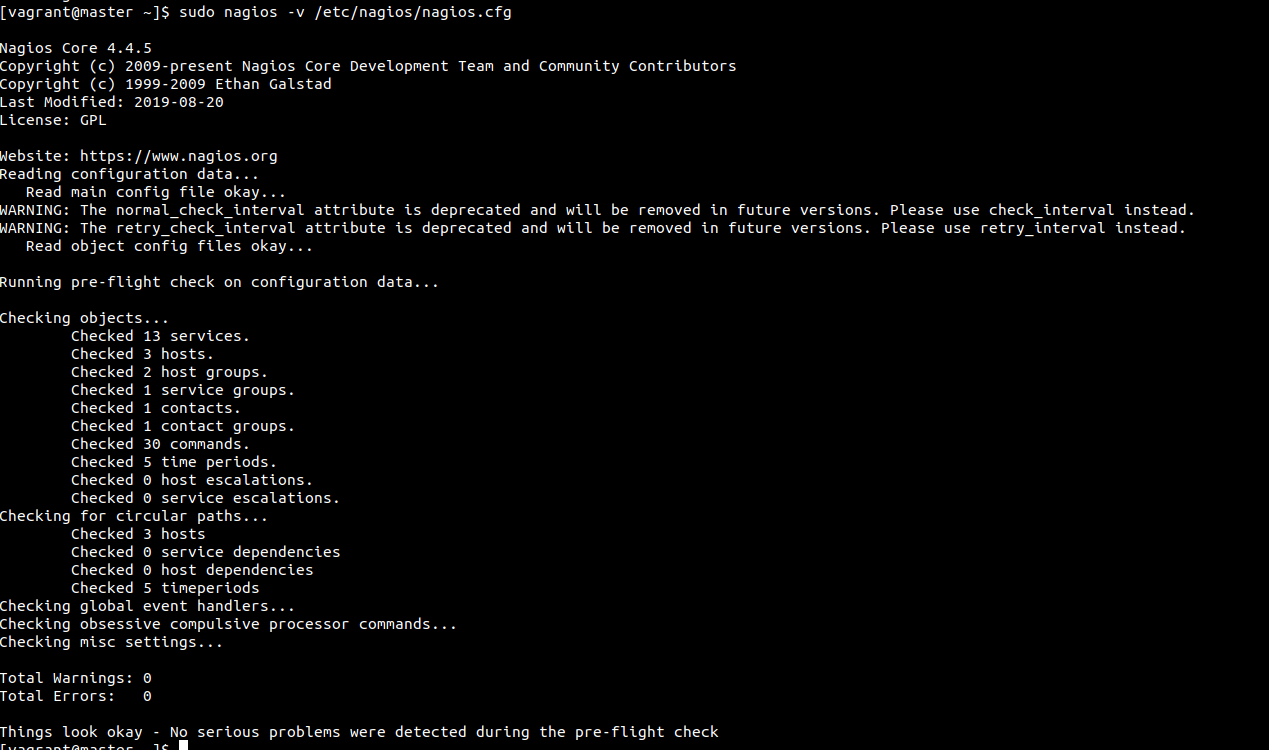 [vagrant@master ~]$ sudo nagios -v /etc/nagios/nagios.cfg
Nagios Core 4.4.5
Copyright (c) 2009-present Nagios Core Development Team and Community Contributors
Copyright (c) 1999-2009 Ethan Galstad
Last Modified: 2019-08-20
License: GPL
Website: https://www.nagios.org
Reading configuration data...
Read main config file okay...
WARNING: The normal_check_interval attribute is deprecated and will be removed in future versions. Please use check_interval instead.
WARNING: The retry_check_interval attribute is deprecated and will be removed in future versions. Please use retry_interval instead.
Read object config files okay...
Running pre-flight check on configuration data...
Checking objects...
Checked 13 services.
Checked 3 hosts.
Checked 2 host groups.
Checked 1 service groups.
Checked 1 contacts.
Checked 1 contact groups.
Checked 30 commands.
Checked 5 time periods.
Checked 0 host escalations.
Checked 0 service escalations.
Checking for circular paths...
Checked 3 hosts
Checked 0 service dependencies
Checked 0 host dependencies
Checked 5 timeperiods
Checking global event handlers...
Checking obsessive compulsive processor commands...
Checking misc settings...
Total Warnings: 0
Total Errors:   0
Things look okay - No serious problems were detected during the pre-flight check
[vagrant@master ~]$